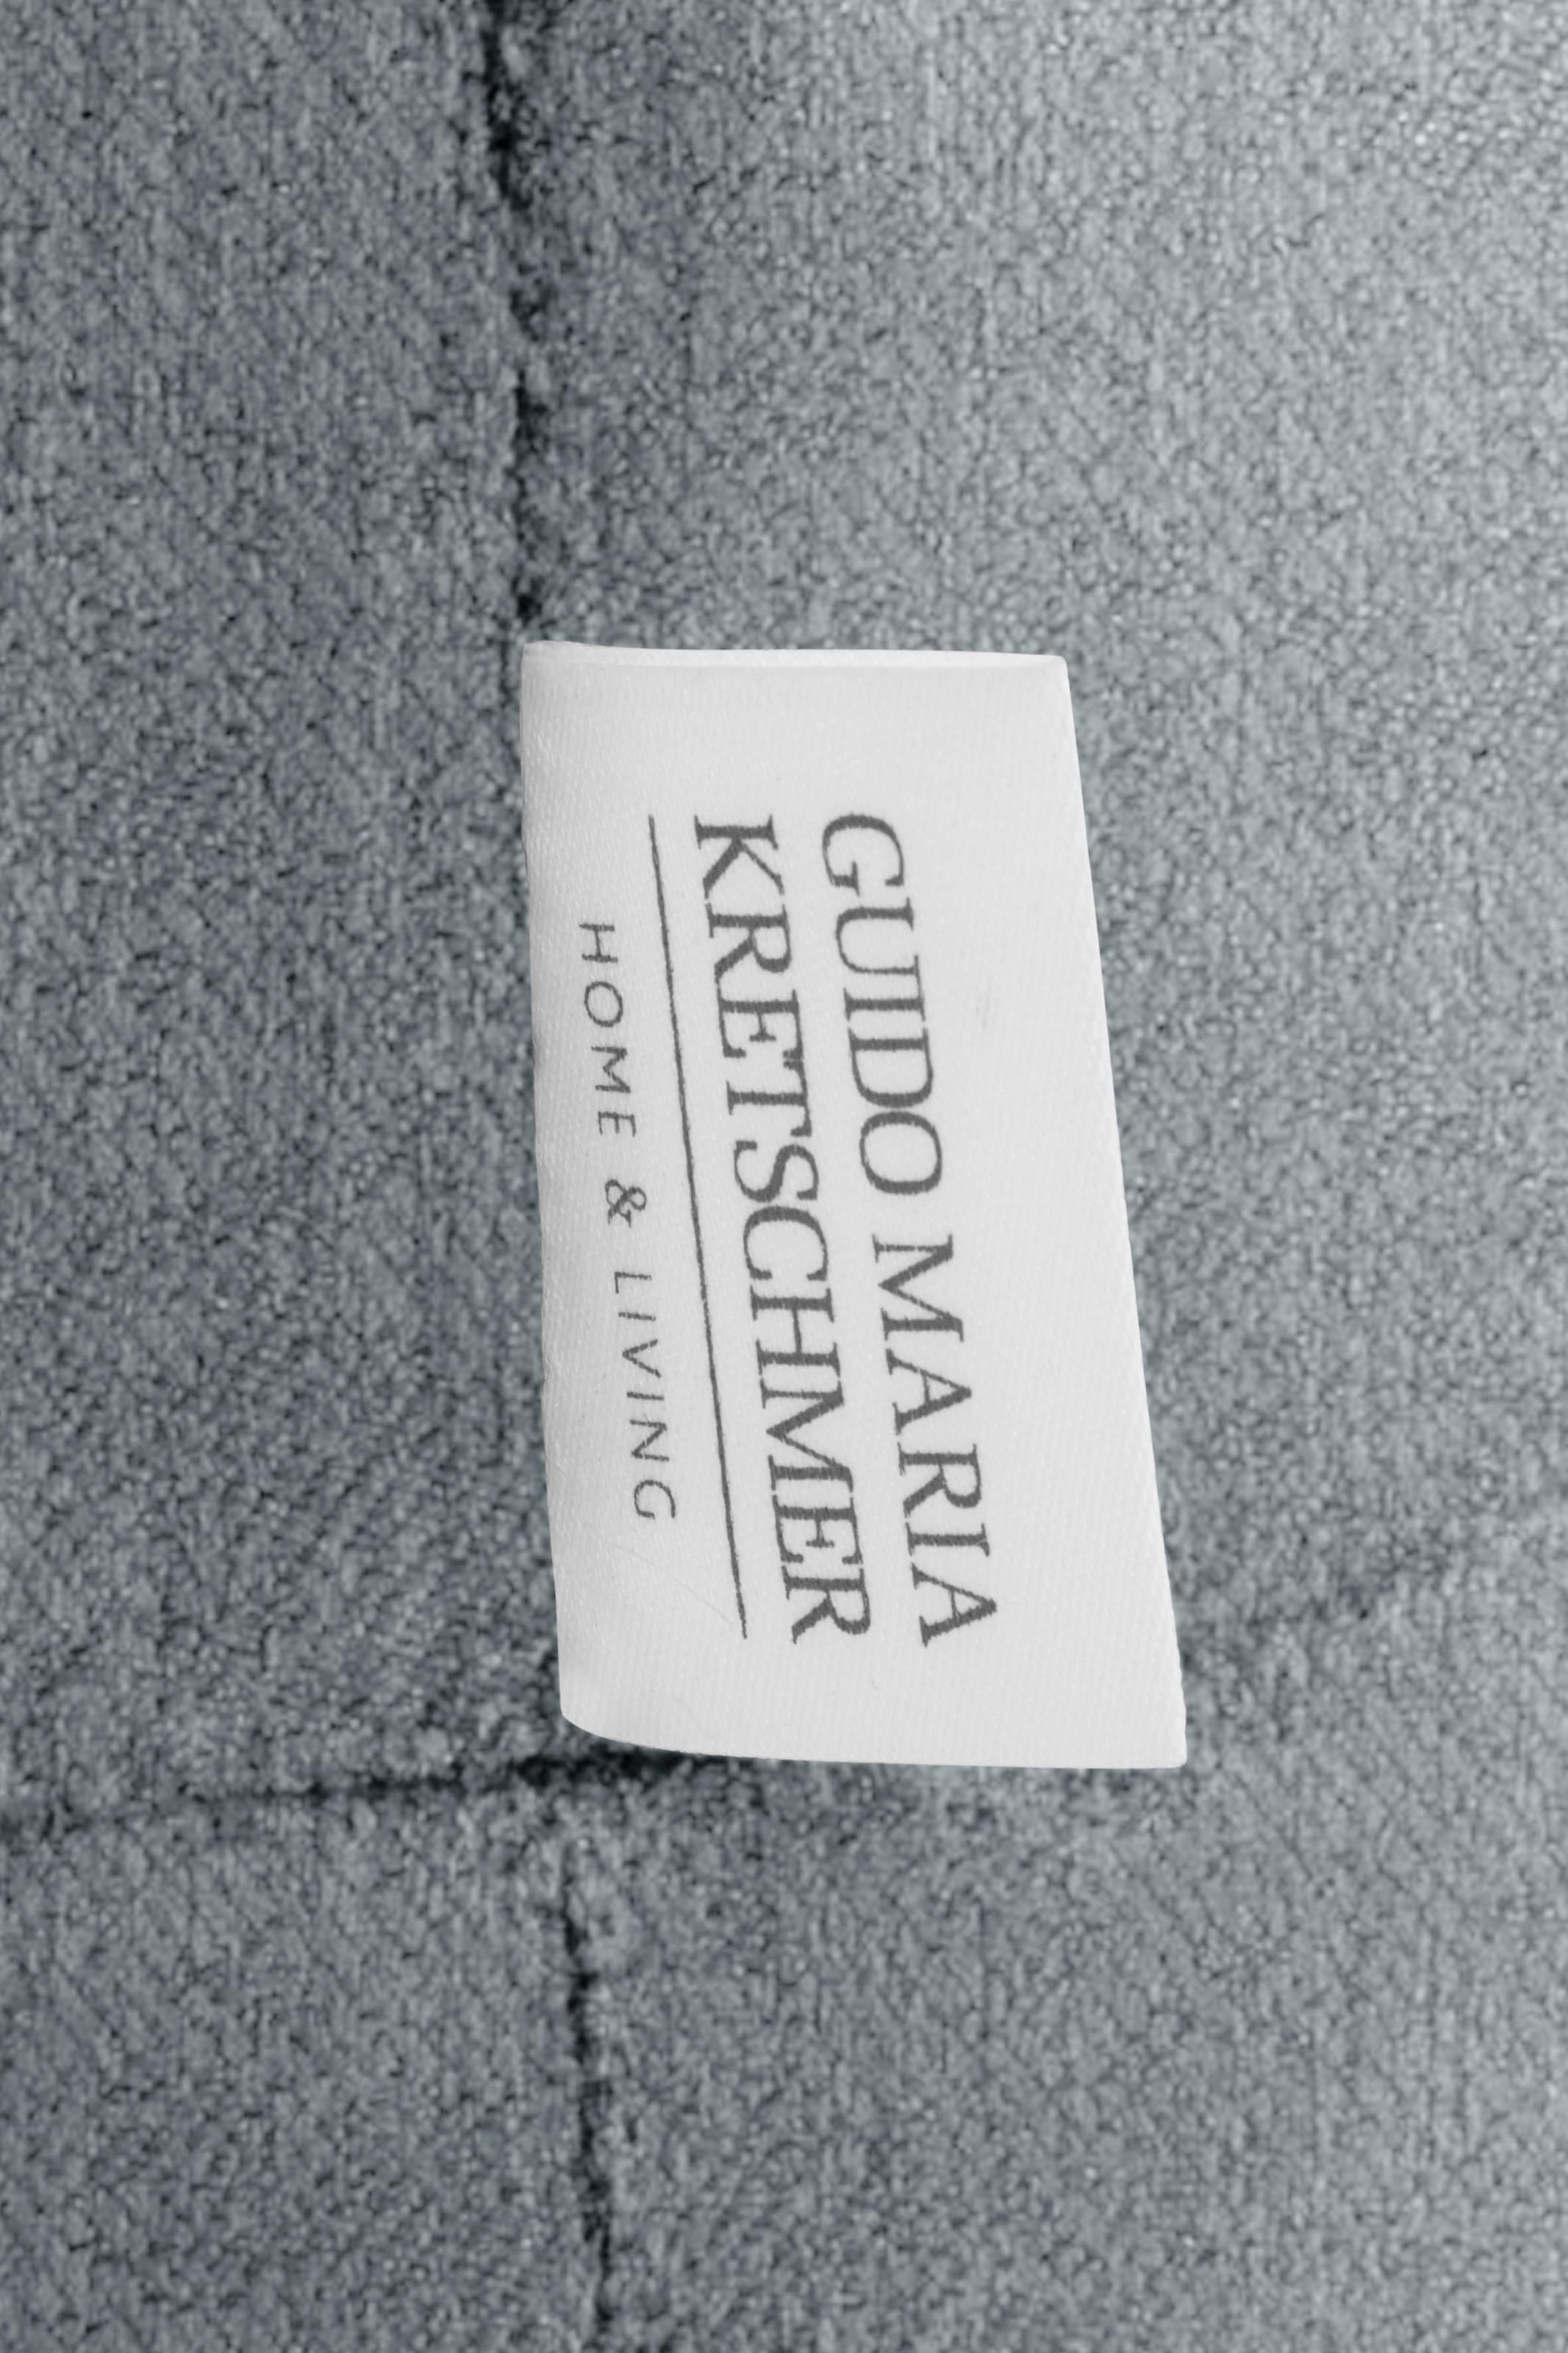 GUIDO MARIA
KRETSCHMER
HOME & LIVING